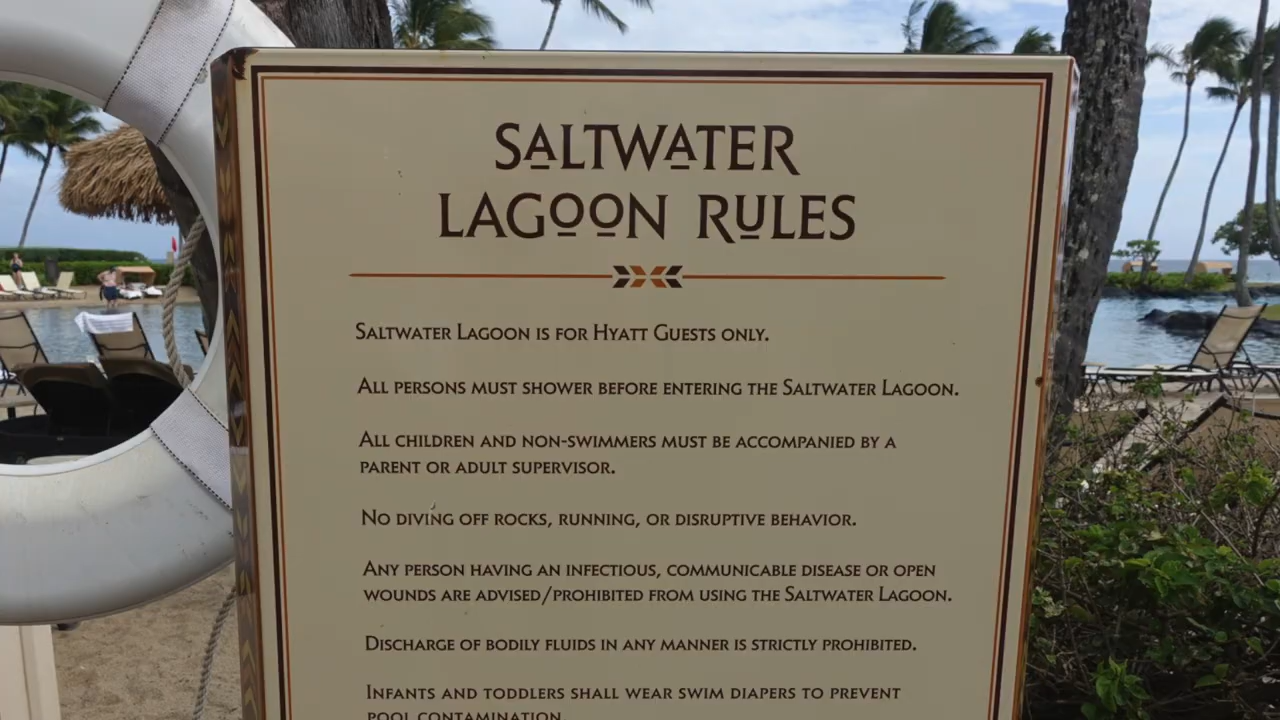 SALTWATER
LAGOON RULES
SALTWATER LAGOON IS FOR HYATT GUESTS ONLY.
ALL PERSONS MUST SHOWER BEFORE ENTERING THE SALTWATER LAGOON.
ALL CHILDREN AND NON-SWIMMERS MUST BE ACCOMPANIED BY A
PARENT OR ADULT SUPERVISOR.
NO DIVING OFF ROCKS, RUNNING, OR DISRUPTIVE BEHAVIOR.
ANY PERSON HAVING AN INFECTIOUS, COMMUNICABLE DISEASE OR OPEN
WOUNDS ARE ADVISED/PROHIBITED FROM USING THE SALTWATER LAGOON.
DISCHARGE OF BODILY FLUIDS IN ANY MANNER IS STRICTLY PROHIBITED.
INFANTS AND TODDLERS SHALL WEAR SWIM DIAPERS TO PREVENT
POOL CONTAMINATION.